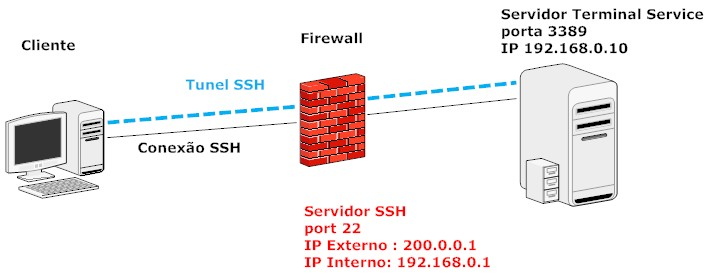 Servidor Terminal Service
porta 3389
IP 192.168.0.10
Cliente
Firewall
Tunel SSH
Conexão SSH
Servidor SSH
port 22
IP Externo : 200.0.0.1
IP Interno: 192.168.0.1